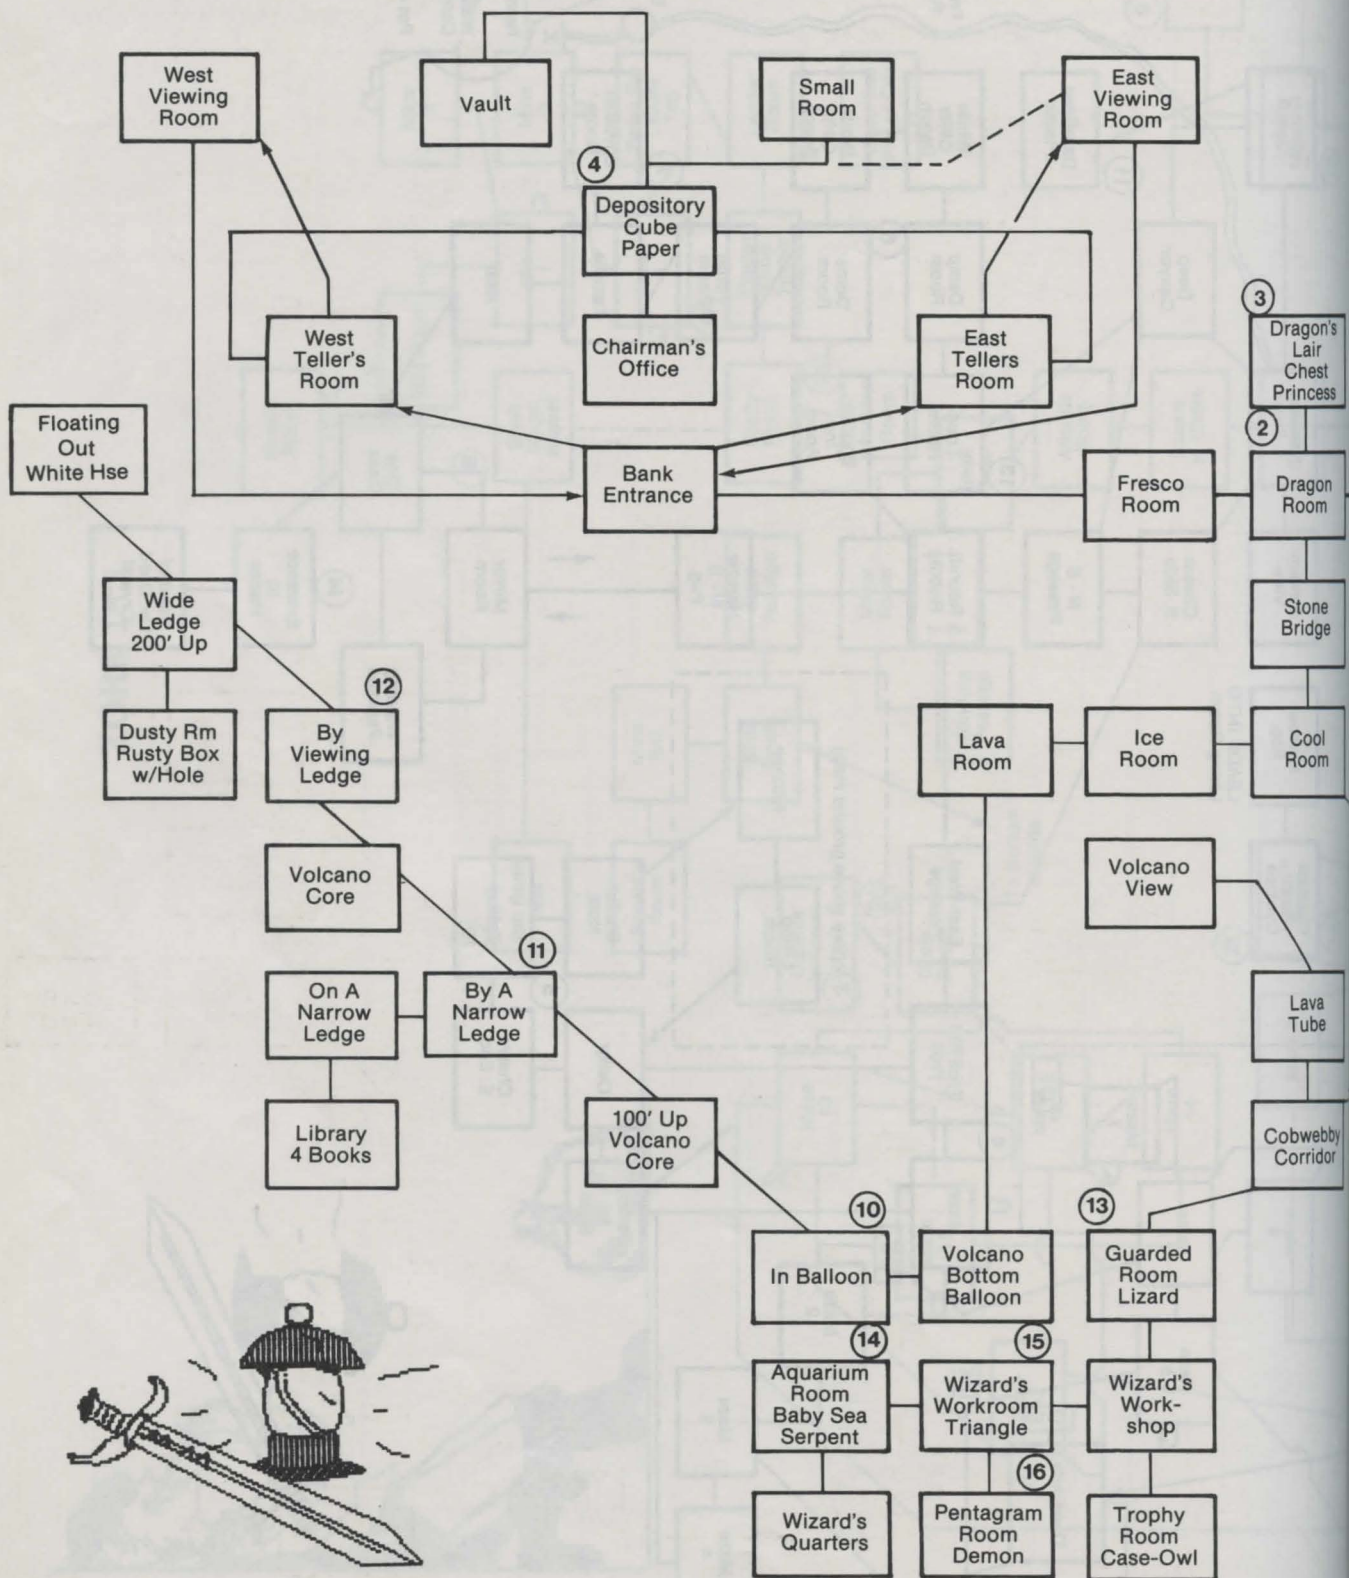 West
Viewing
Room
Vault
Small
Room
East
Viewing
Room
4
Depository
Cube
Paper
West
Teller's
Room
Chairman's
Office
East
Tellers
Room
3
Dragon's
Lair
Chest
Princess
Floating
Out
White Hse
Bank
Entrance
Fresco
Room
2
Dragon
Room
Wide
Ledge
200' Up
Stone
Bridge
Dusty Rm
Rusty Box
w/Hole
12
By
Viewing
Ledge
Lava
Room
Ice
Room
Cool
Room
Volcano
Core
Volcano
View
On A
Narrow
Ledge
11
By A
Narrow
Ledge
Lava
Tube
Library
4 Books
100' Up
Volcano
Core
Cobwebby
Corridor
10
In Balloon
Volcano
Bottom
Balloon
13
Guarded
Room
Lizard
14
Aquarium
Room
Baby Sea
Serpent
15
Wizard's
Workroom
Triangle
Wizard's
Work-
shop
Wizard's
Quarters
16
Pentagram
Room
Demon
Trophy
Room
Case-Owl